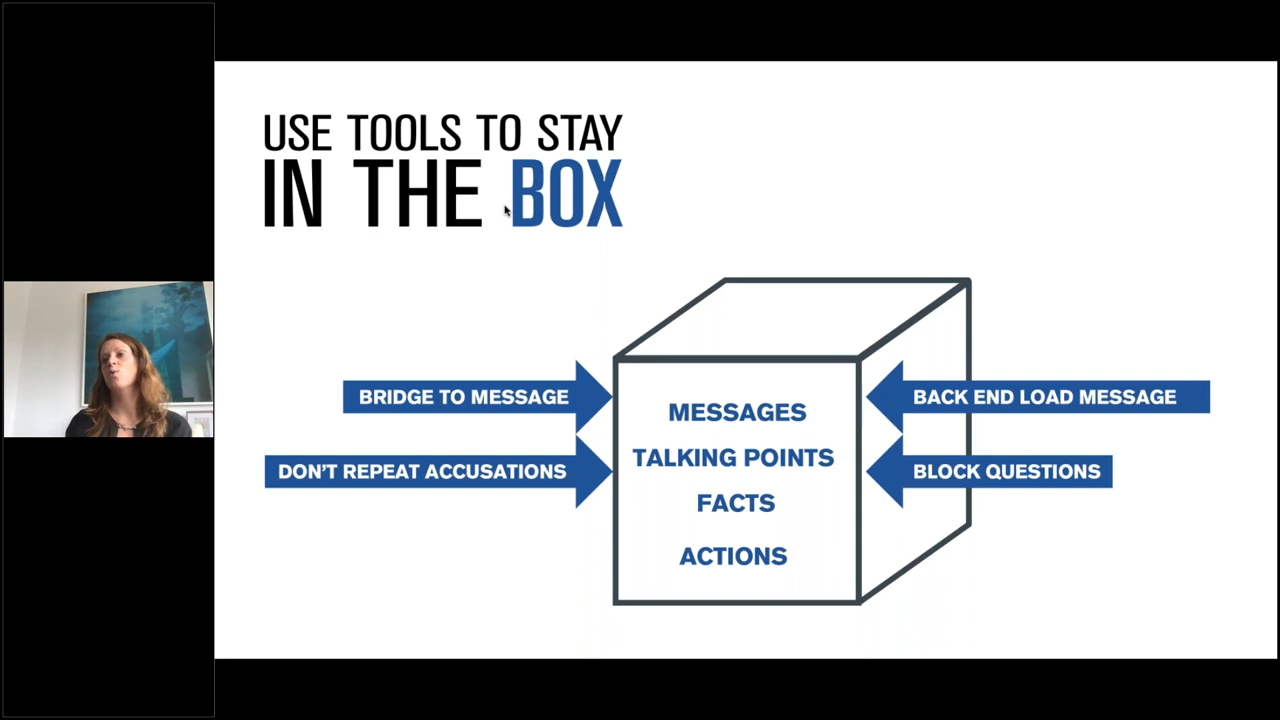 USE TOOLS TO STAY
IN THE BOX
BRIDGE TO MESSAGE
DON'T REPEAT ACCUSATIONS
MESSAGES
TALKING POINTS
FACTS
ACTIONS
BACK END LOAD MESSAGE
BLOCK QUESTIONS